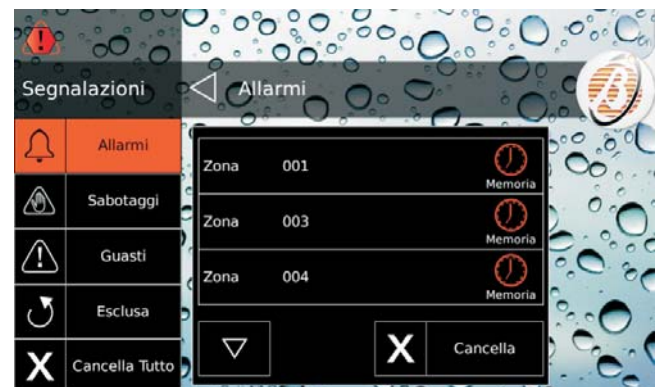 Segnalazioni
Allarmi
Allarmi
Sabotaggi
Guasti
Esclusa
Cancella Tutto
Zona 001
Memoria
Zona 003
Memoria
Zona 004
Memoria
X Cancella